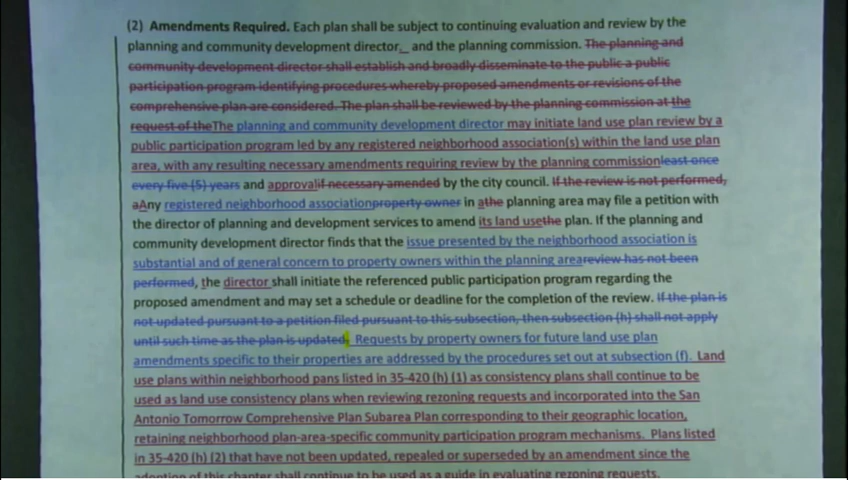 (2) Amendments Required. Each plan shall be subject to continuing evaluation and review by the
planning and community development director,_ and the planning commission. The planning and
community development director shall establish and broadly disseminate to the public a public
participation program identifying procedures whereby proposed amendments or revisions of the
comprehensive plan are considered. The plan shall be reviewed by the planning commission at the
request of theThe planning and community development director may initiate land use plan review by a
public participation program led by any registered neighborhood association(s) within the land use plan
area, with any resulting necessary amendments requiring review by the planning commissionleast once
every five (5) years and approvalif necessary amended by the city council. If the review is not performed,
aAny registered neighborhood associationproperty owner in athe planning area may file a petition with
the director of planning and development services to amend its land usethe plan. If the planning and
community development director finds that the issue presented by the neighborhood association is
substantial and of general concern to property owners within the planning areareview has not been
performed, the director shall initiate the referenced public participation program regarding the
proposed amendment and may set a schedule or deadline for the completion of the review. If the plan is
not updated pursuant to a petition filed pursuant to this subsection, then subsection (h) shall not apply
until such time as the plan is updated. Requests by property owners for future land use plan
amendments specific to their properties are addressed by the procedures set out at subsection (f). Land
use plans within neighborhood pans listed in 35-420 (h) (1) as consistency plans shall continue to be
used as land use consistency plans when reviewing rezoning requests and incorporated into the San
Antonio Tomorrow Comprehensive Plan Subarea Plan corresponding to their geographic location,
retaining neighborhood plan-area-specific community participation program mechanisms. Plans listed
in 35-420 (h) (2) that have not been updated, repealed or superseded by an amendment since the
adoption of this chapter shall continue to be used as a guide in evaluating rezoning requests.